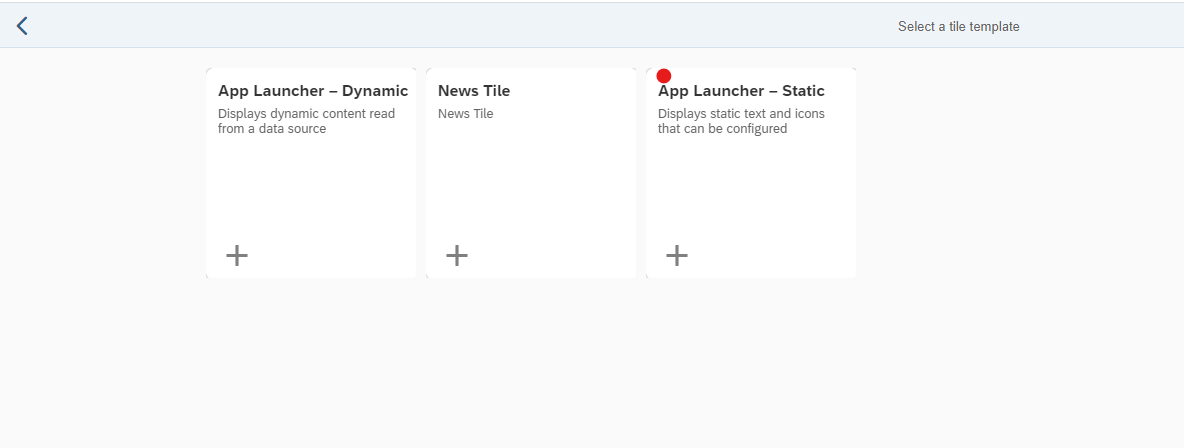 Select a tile template
App Launcher – Dynamic
Displays dynamic content read
from a data source
News Tile
News Tile
App Launcher – Static
Displays static text and icons
that can be configured